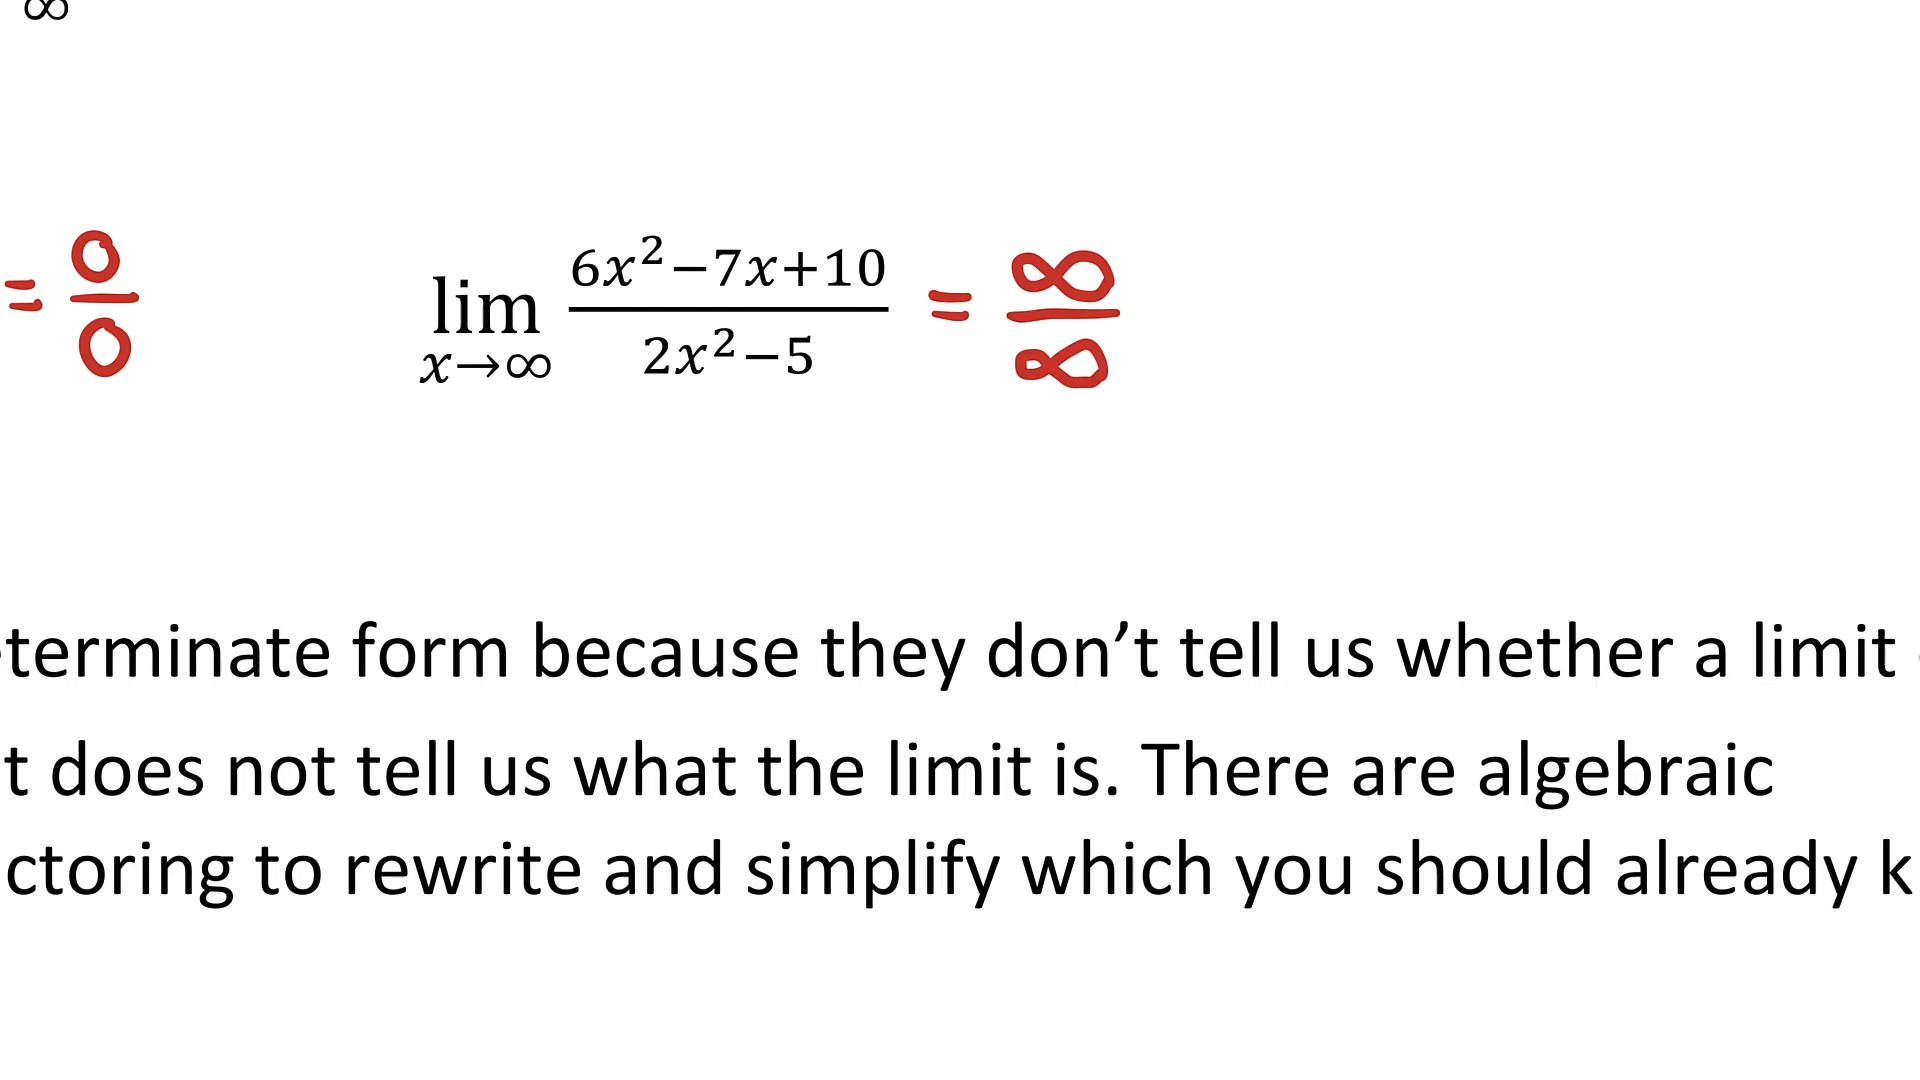 ∞
= 0/0 lim x→∞ 6x²−7x+10 / 2x²−5 = ∞/∞
terminate form because they don’t tell us whether a limit
t does not tell us what the limit is. There are algebraic
ctoring to rewrite and simplify which you should already k